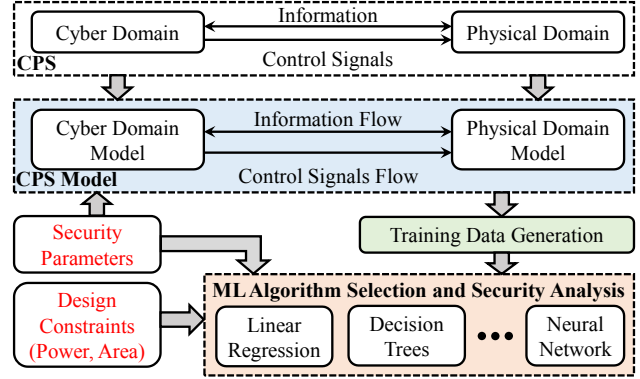 Information
Cyber Domain
Physical Domain
Control Signals
CPS
Cyber Domain
Model
Information Flow
Physical Domain
Model
Control Signals Flow
CPS Model
Security
Parameters
Training Data Generation
Design
Constraints
(Power, Area)
ML Algorithm Selection and Security Analysis
Linear
Regression
Decision
Trees
Neural
Network